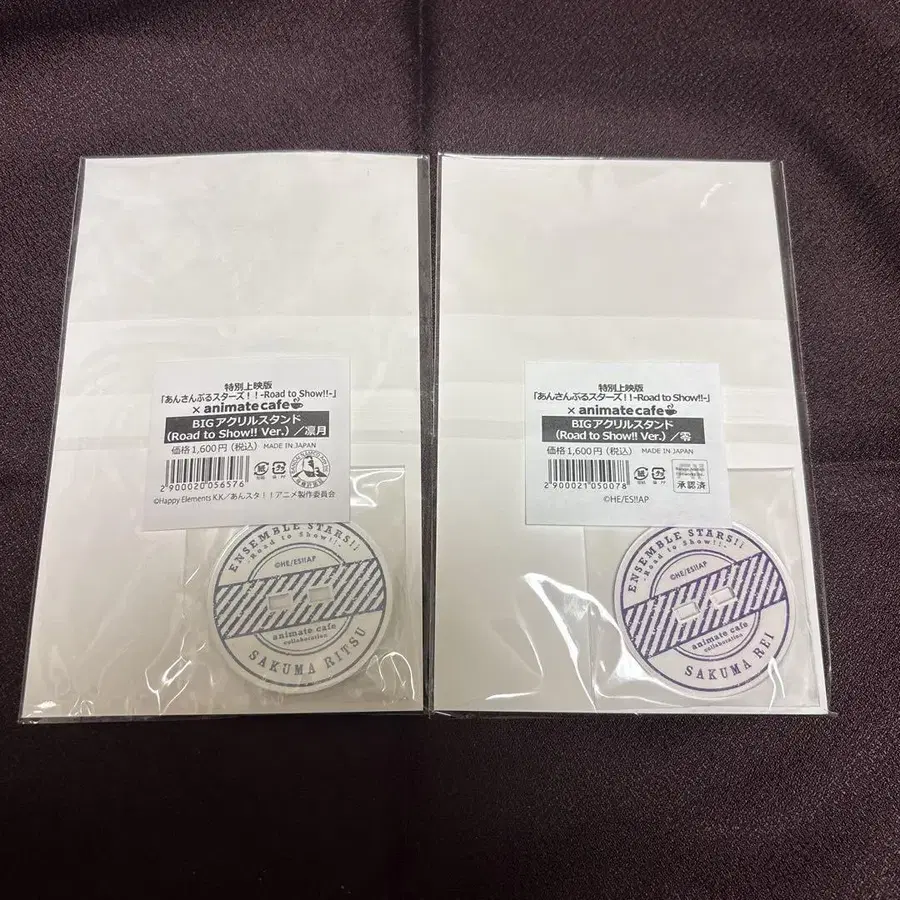 特別上映版
「あんさんぶるスターズ！！-Road to Show!!-」
× animate cafe
BIGアクリルスタンド
(Road to Show!! Ver.)／凛月
価格1,600円（税込） MADE IN JAPAN
2 900020 056576
©Happy Elements K.K／あんスタ！！アニメ製作委員会
ENSEMBLE STARS!!
-Road to Show!!-
©HE/ES!!AP
animate cafe
collaboration
SAKUMA RITSU
特別上映版
「あんさんぶるスターズ！！-Road to Show!!-」
× animate cafe
BIGアクリルスタンド
(Road to Show!! Ver.)／零
価格1,600円（税込） MADE IN JAPAN
2 900021 050078
承認済
©HE/ES!!AP
ENSEMBLE STARS!!
-Road to Show!!-
©HE/ES!!AP
animate cafe
collaboration
SAKUMA REI